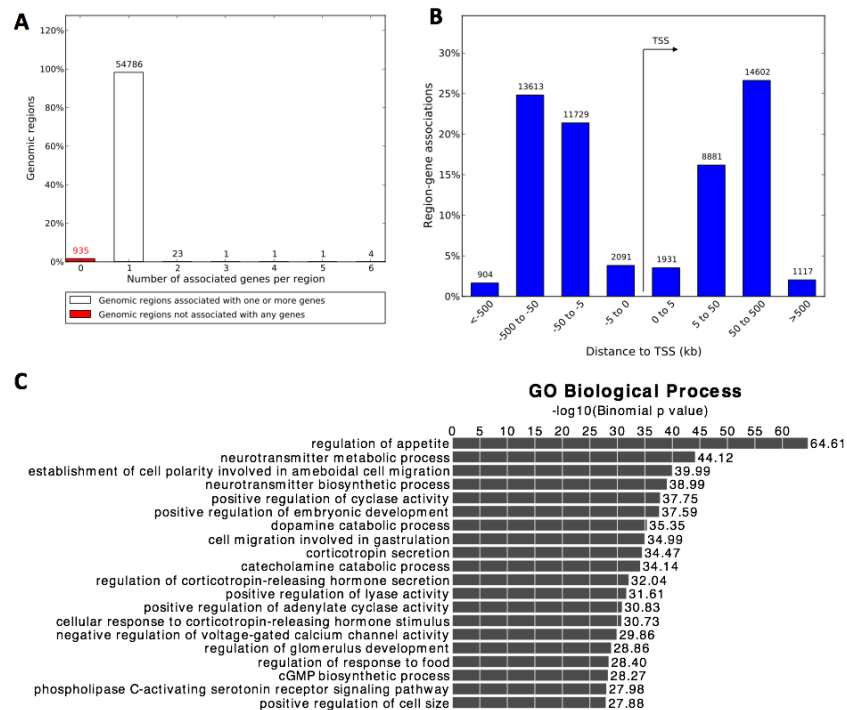 A
120%
100%
80%
60%
40%
20%
0%
Genomic regions
935
54786
23
1
1
1
4
0 1 2 3 4 5 6
Number of associated genes per region
Genomic regions associated with one or more genes
Genomic regions not associated with any genes
B
TSS
30%
25%
20%
15%
10%
5%
0%
Region-gene associations
904
13613
11729
2091
1931
8881
14602
1117
<-500
-500 to -50
-50 to -5
-5 to 0
0 to 5
5 to 50
50 to 500
>500
Distance to TSS (kb)
C
GO Biological Process
-log10(Binomial p value)
0 5 10 15 20 25 30 35 40 45 50 55 60
regulation of appetite 64.61
neurotransmitter metabolic process 44.12
establishment of cell polarity involved in ameboidal cell migration 39.99
neurotransmitter biosynthetic process 38.99
positive regulation of cyclase activity 37.75
positive regulation of embryonic development 37.59
dopamine catabolic process 35.35
cell migration involved in gastrulation 34.99
corticotropin secretion 34.47
catecholamine catabolic process 34.14
regulation of corticotropin-releasing hormone secretion 32.04
positive regulation of lyase activity 31.61
positive regulation of adenylate cyclase activity 30.83
cellular response to corticotropin-releasing hormone stimulus 30.73
negative regulation of voltage-gated calcium channel activity 29.86
regulation of glomerulus development 28.86
regulation of response to food 28.40
cGMP biosynthetic process 28.27
phospholipase C-activating serotonin receptor signaling pathway 27.98
positive regulation of cell size 27.88